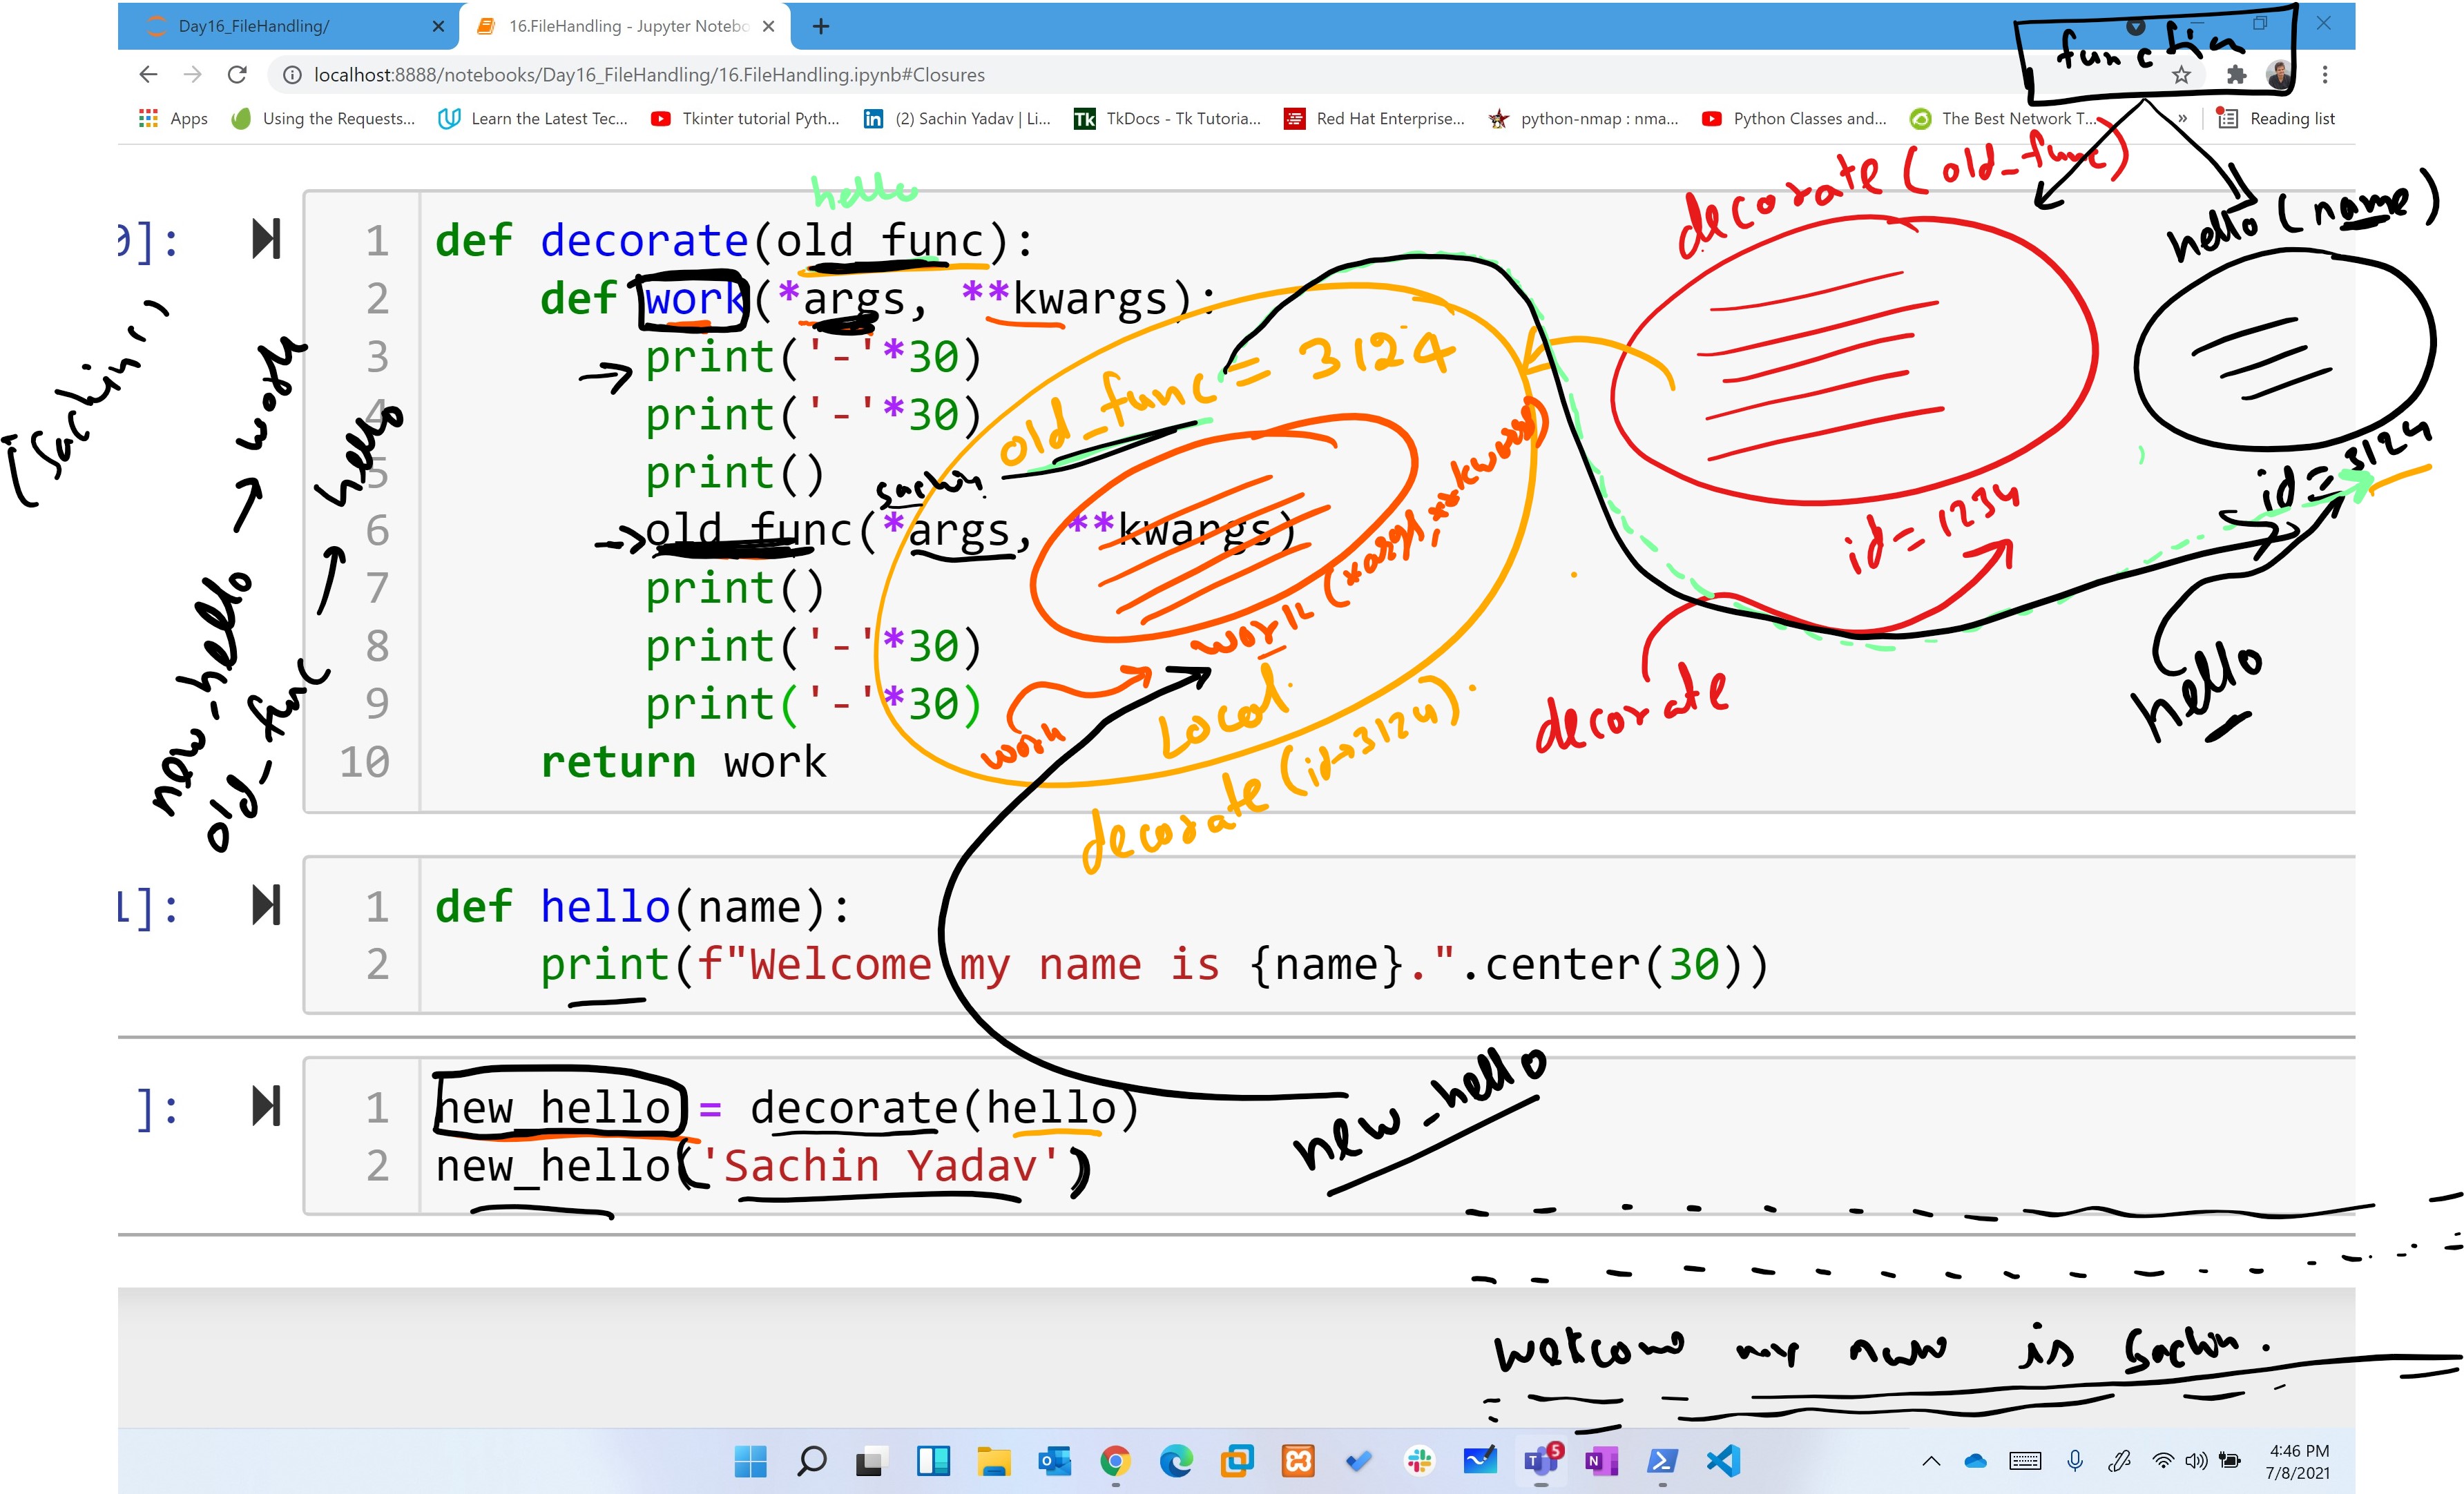 Day16_FileHandling/
16.FileHandling - Jupyter Notebo
function
localhost:8888/notebooks/Day16_FileHandling/16.FileHandling.ipynb#Closures
Apps Using the Requests... Learn the Latest Tec... Tkinter tutorial Pyth... (2) Sachin Yadav | Li... TkDocs - Tk Tutoria... Red Hat Enterprise... python-nmap : nma... Python Classes and... The Best Network T... » Reading list
decorate (old_func)
hello (name)
hello
0]:
1 def decorate(old_func):
2 def work(*args, **kwargs):
3 print('-'*30)
4 print('-'*30)
5 print()
6 old_func(*args, **kwargs)
7 print()
8 print('-'*30)
9 print('-'*30)
10 return work
old_func = 3124
sachin
work (*args, **kwargs)
work
Local
decorate (id→3124)
id = 1234
decorate
id = 3124
hello
new_hello → work
old_func → hello
1]:
1 def hello(name):
2 print(f"Welcome my name is {name}.".center(30))
]:
1 new_hello = decorate(hello)
2 new_hello('Sachin Yadav')
new_hello
welcome my name is Sachin.
4:46 PM
7/8/2021